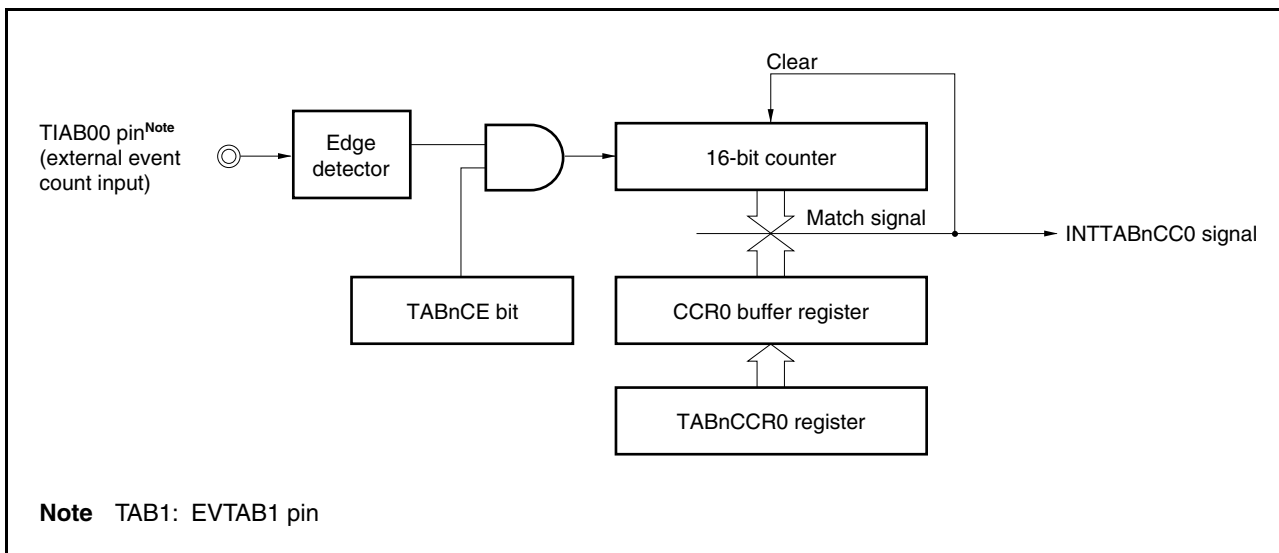 Clear
TIAB00 pinNote
(external event
count input)
Edge
detector
16-bit counter
Match signal
INTTABnCC0 signal
TABnCE bit
CCR0 buffer register
TABnCCR0 register
Note TAB1: EVTAB1 pin